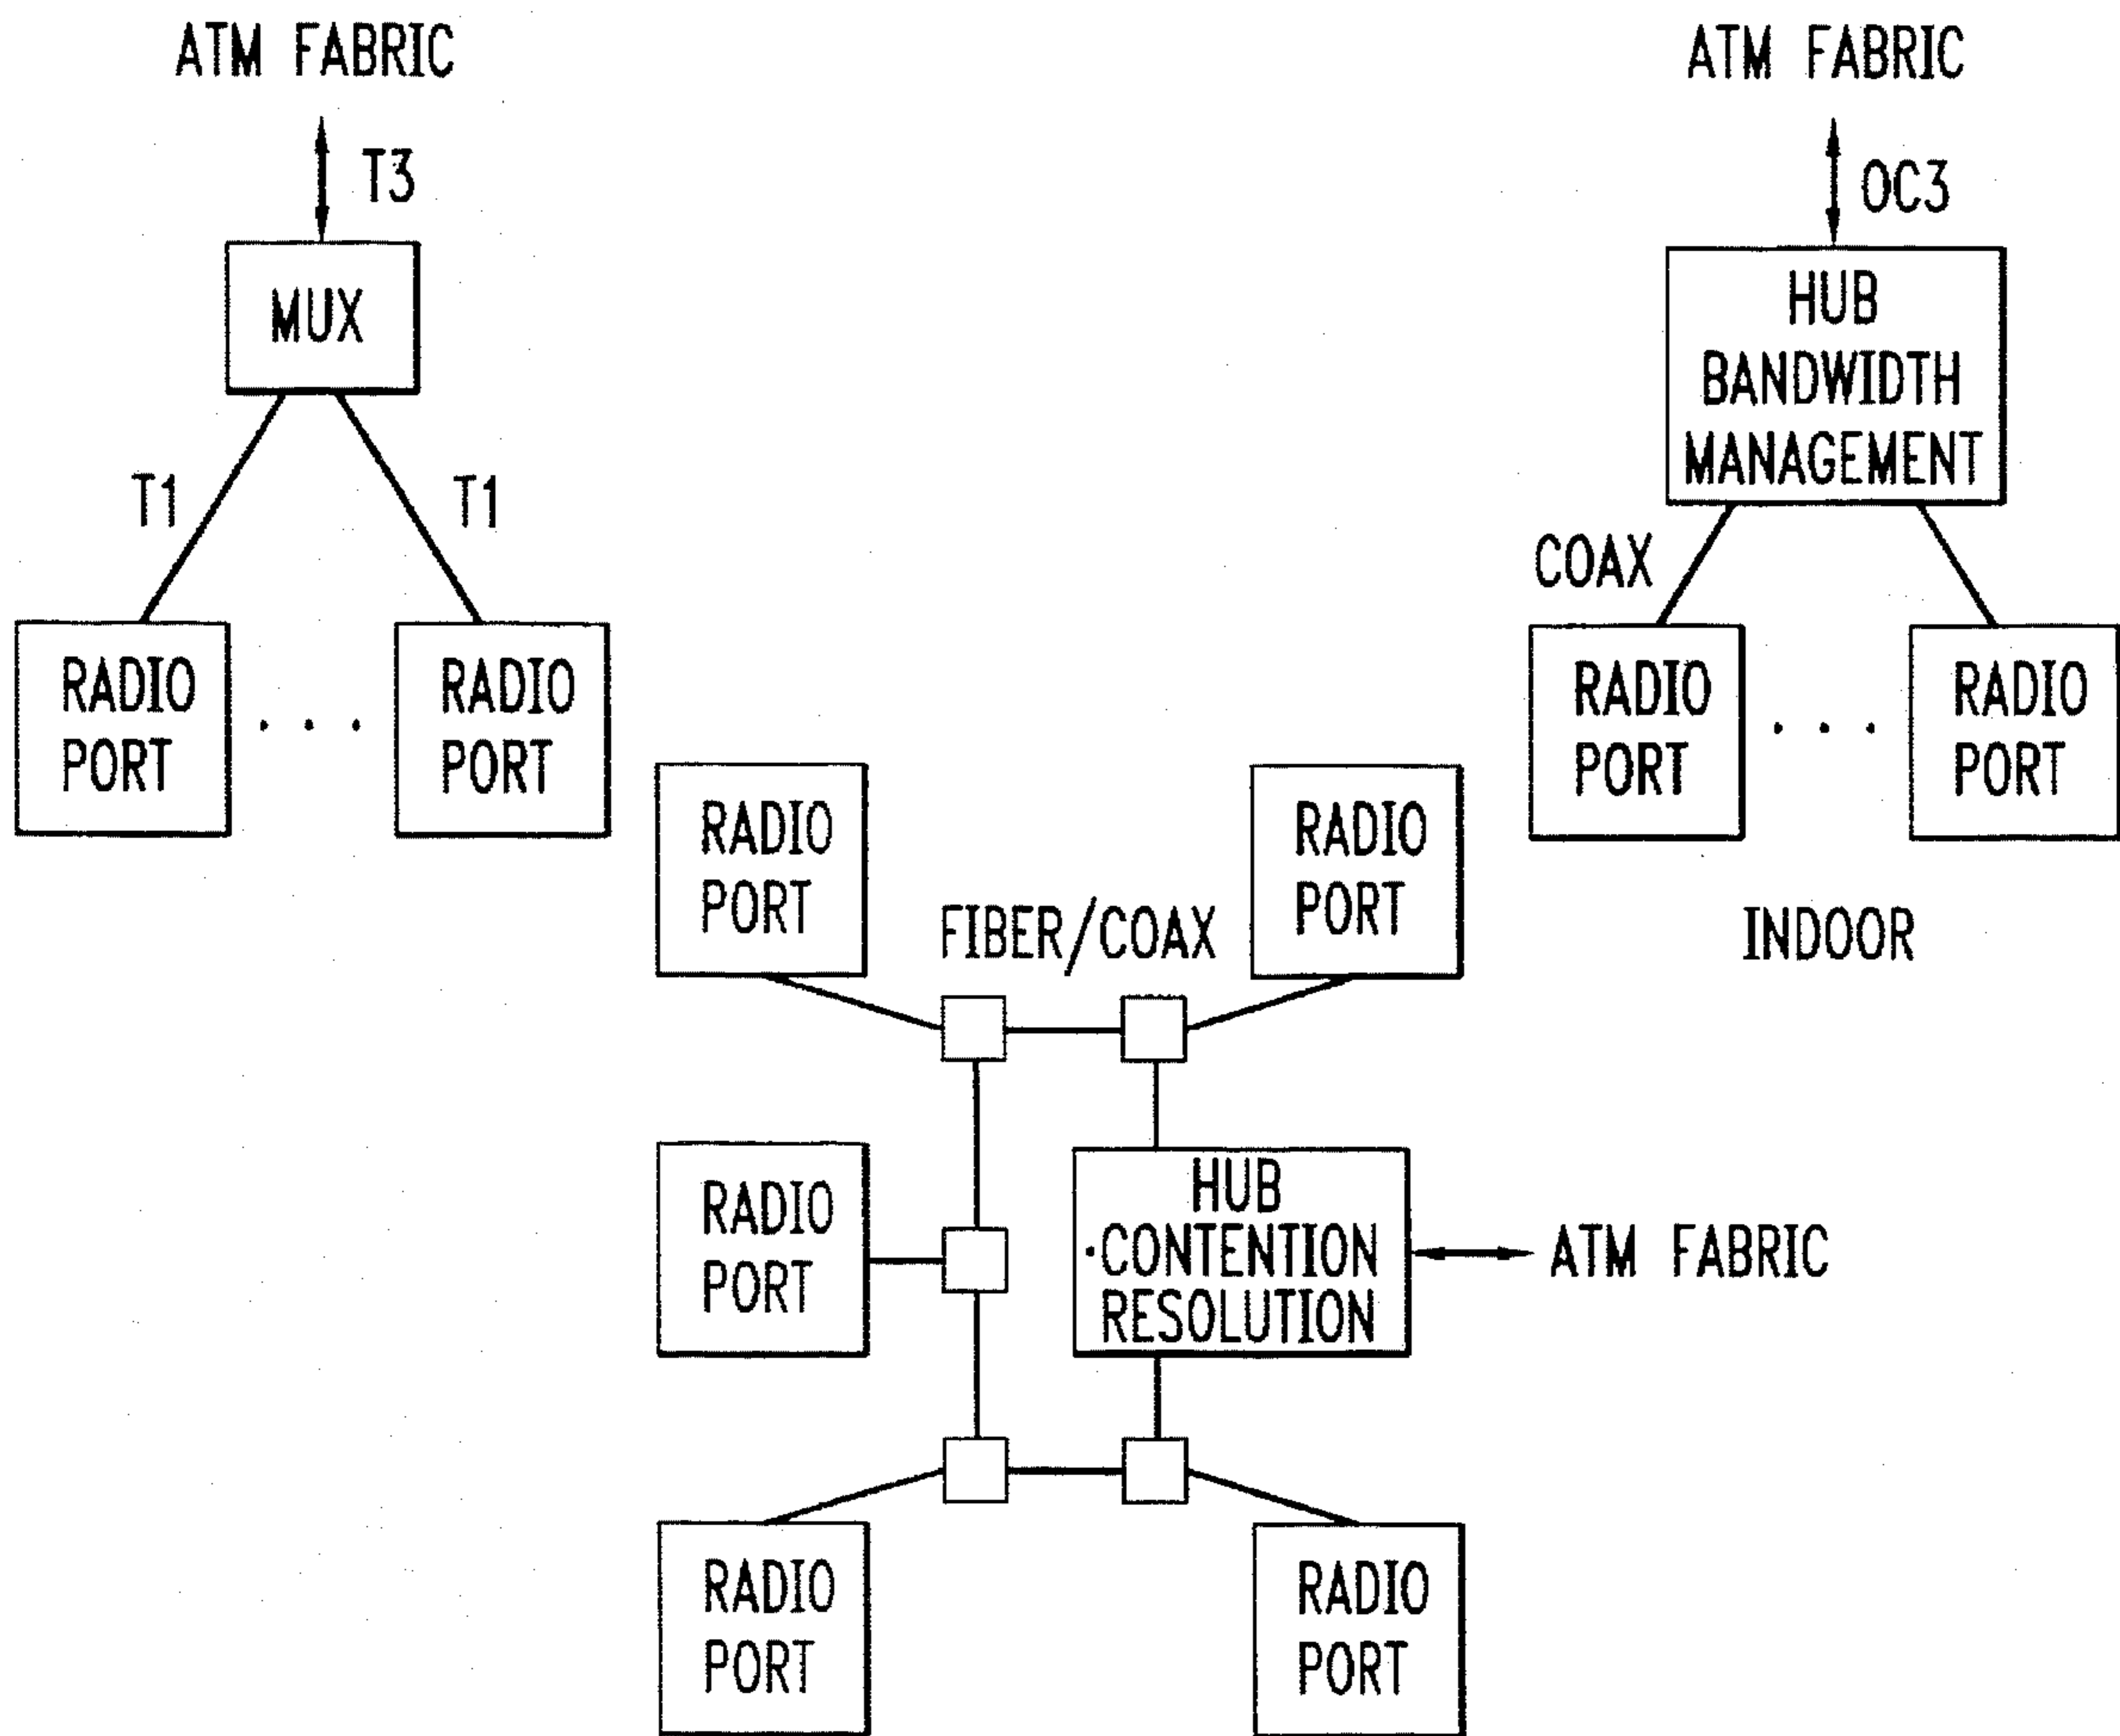 ATM FABRIC
T3
MUX
T1
T1
RADIO
PORT
. . .
RADIO
PORT
ATM FABRIC
OC3
HUB
BANDWIDTH
MANAGEMENT
COAX
RADIO
PORT
. . .
RADIO
PORT
INDOOR
RADIO
PORT
FIBER/COAX
RADIO
PORT
RADIO
PORT
HUB
·CONTENTION
RESOLUTION
ATM FABRIC
RADIO
PORT
RADIO
PORT